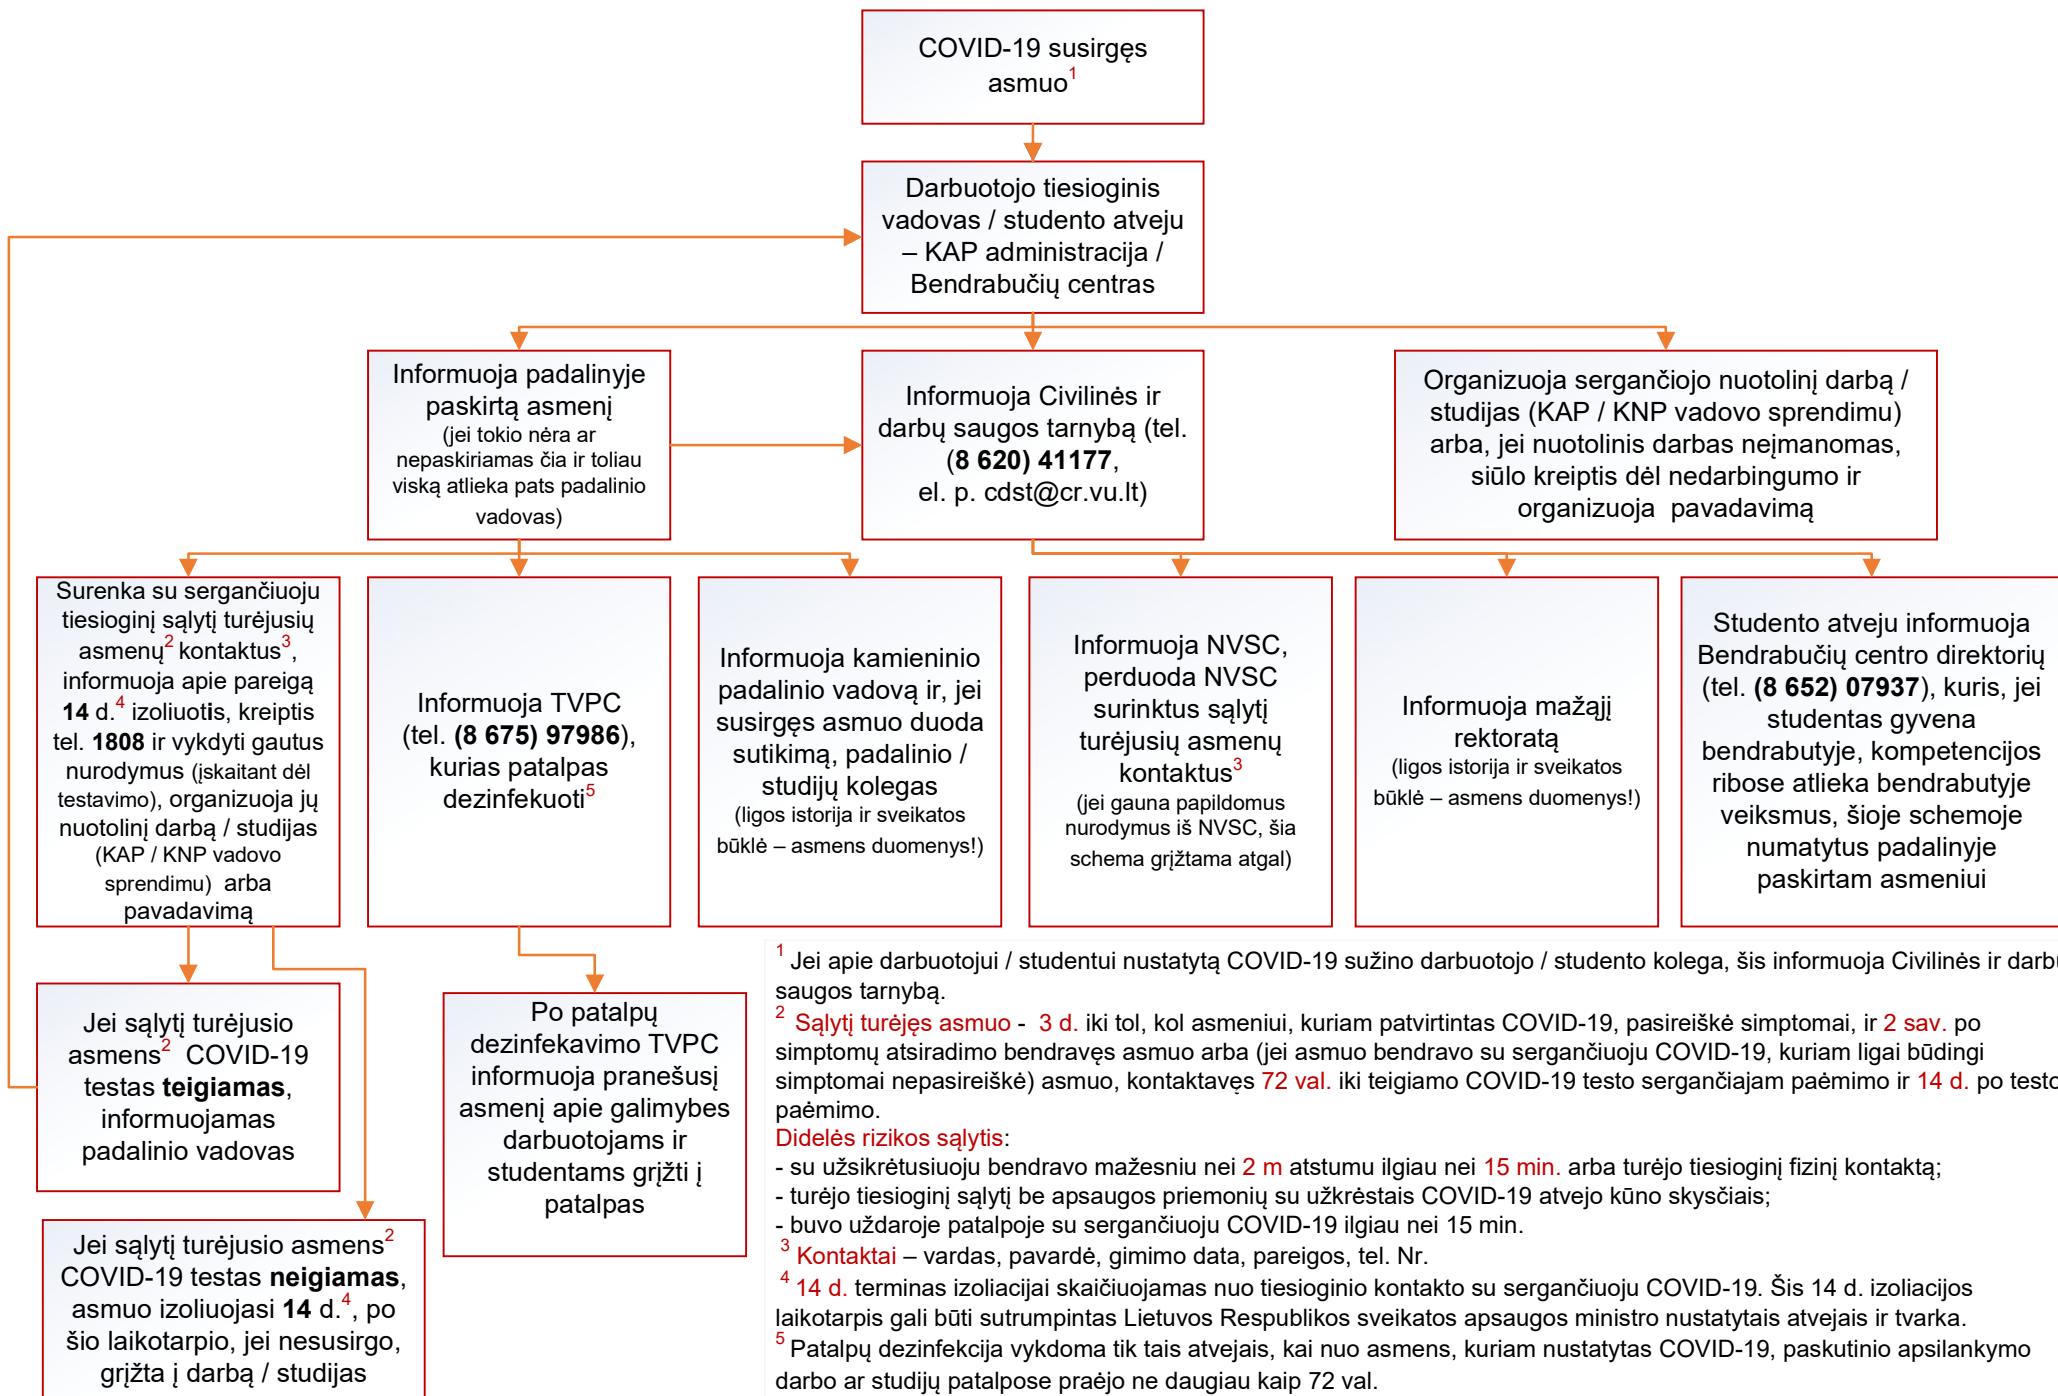 COVID-19 susirgęs
asmuo1
Darbuotojo tiesioginis
vadovas / studento atveju
– KAP administracija /
Bendrabučių centras
Informuoja padalinyje
paskirtą asmenį
(jei tokio nėra ar
nepaskiriamas čia ir toliau
viską atlieka pats padalinio
vadovas)
Informuoja Civilinės ir
darbų saugos tarnybą (tel.
(8 620) 41177,
el. p. cdst@cr.vu.lt)
Organizuoja sergančiojo nuotolinį darbą /
studijas (KAP / KNP vadovo sprendimu)
arba, jei nuotolinis darbas neįmanomas,
siūlo kreiptis dėl nedarbingumo ir
organizuoja pavadavimą
Surenka su sergančiuoju
tiesioginį sąlytį turėjusių
asmenų2 kontaktus3,
informuoja apie pareigą
14 d.4 izoliuotis, kreiptis
tel. 1808 ir vykdyti gautus
nurodymus (įskaitant dėl
testavimo), organizuoja jų
nuotolinį darbą / studijas
(KAP / KNP vadovo
sprendimu) arba
pavadavimą
Informuoja TVPC
(tel. (8 675) 97986),
kurias patalpas
dezinfekuoti5
Informuoja kamieninio
padalinio vadovą ir, jei
susirgęs asmuo duoda
sutikimą, padalinio /
studijų kolegas
(ligos istorija ir sveikatos
būklė – asmens duomenys!)
Informuoja NVSC,
perduoda NVSC
surinktus sąlytį
turėjusių asmenų
kontaktus3
(jei gauna papildomus
nurodymus iš NVSC, šia
schema grįžtama atgal)
Informuoja mažąjį
rektoratą
(ligos istorija ir sveikatos
būklė – asmens duomenys!)
Studento atveju informuoja
Bendrabučių centro direktorių
(tel. (8 652) 07937), kuris, jei
studentas gyvena
bendrabutyje, kompetencijos
ribose atlieka bendrabutyje
veiksmus, šioje schemoje
numatytus padalinyje
paskirtam asmeniui
Jei sąlytį turėjusio
asmens2 COVID-19
testas teigiamas,
informuojamas
padalinio vadovas
Po patalpų
dezinfekavimo TVPC
informuoja pranešusį
asmenį apie galimybes
darbuotojams ir
studentams grįžti į
patalpas
Jei sąlytį turėjusio asmens2
COVID-19 testas neigiamas,
asmuo izoliuojasi 14 d.4, po
šio laikotarpio, jei nesusirgo,
grįžta į darbą / studijas
1 Jei apie darbuotojui / studentui nustatytą COVID-19 sužino darbuotojo / studento kolega, šis informuoja Civilinės ir darbų
saugos tarnybą.
2 Sąlytį turėjęs asmuo - 3 d. iki tol, kol asmeniui, kuriam patvirtintas COVID-19, pasireiškė simptomai, ir 2 sav. po
simptomų atsiradimo bendravęs asmuo arba (jei asmuo bendravo su sergančiuoju COVID-19, kuriam ligai būdingi
simptomai nepasireiškė) asmuo, kontaktavęs 72 val. iki teigiamo COVID-19 testo sergančiajam paėmimo ir 14 d. po testo
paėmimo.
Didelės rizikos sąlytis:
- su užsikrėtusiuoju bendravo mažesniu nei 2 m atstumu ilgiau nei 15 min. arba turėjo tiesioginį fizinį kontaktą;
- turėjo tiesioginį sąlytį be apsaugos priemonių su užkrėstais COVID-19 atvejo kūno skysčiais;
- buvo uždaroje patalpoje su sergančiuoju COVID-19 ilgiau nei 15 min.
3 Kontaktai – vardas, pavardė, gimimo data, pareigos, tel. Nr.
4 14 d. terminas izoliacijai skaičiuojamas nuo tiesioginio kontakto su sergančiuoju COVID-19. Šis 14 d. izoliacijos
laikotarpis gali būti sutrumpintas Lietuvos Respublikos sveikatos apsaugos ministro nustatytais atvejais ir tvarka.
5 Patalpų dezinfekcija vykdoma tik tais atvejais, kai nuo asmens, kuriam nustatytas COVID-19, paskutinio apsilankymo
darbo ar studijų patalpose praėjo ne daugiau kaip 72 val.